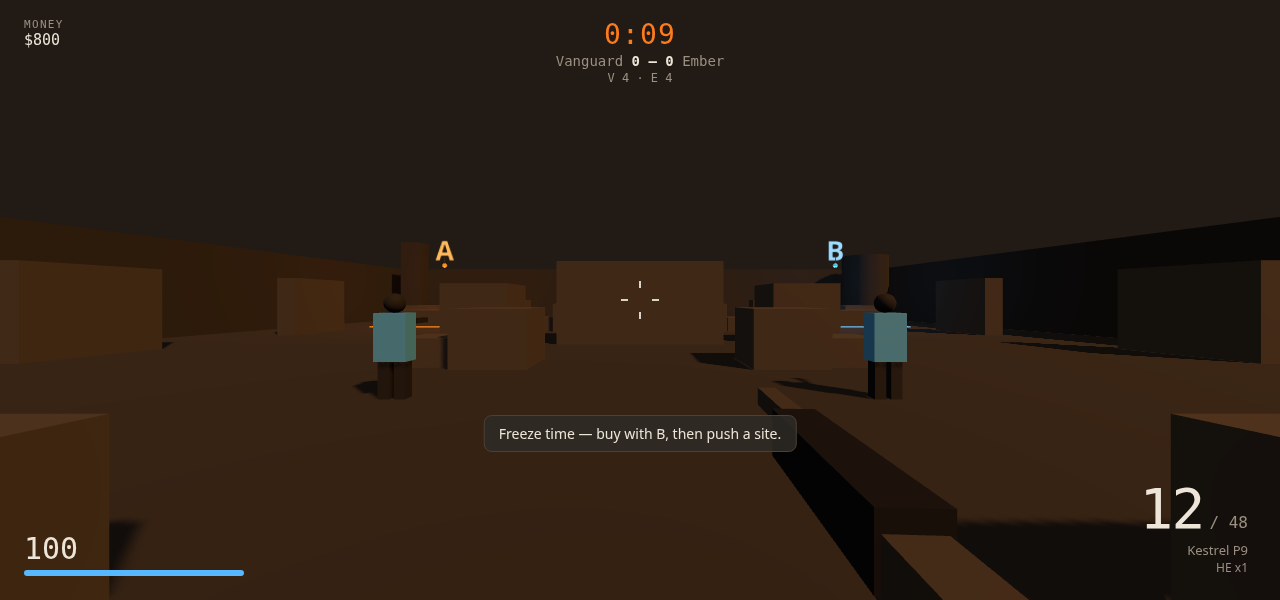 MONEY
$800
0:09
Vanguard 0 — 0 Ember
V 4 · E 4
A
B
Freeze time — buy with B, then push a site.
100
12 / 48
Kestrel P9
HE x1